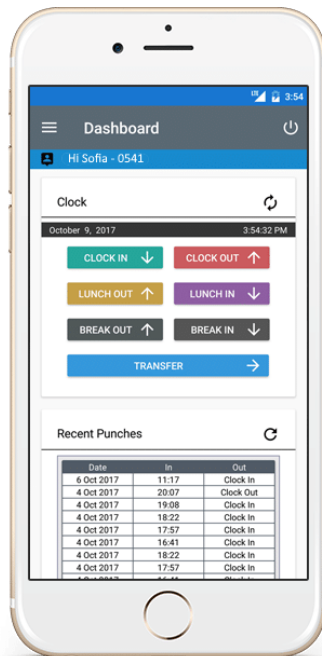 LTE 3:54
Dashboard
Hi Sofia - 0541
Clock
October 9, 2017 3:54:32 PM
CLOCK IN CLOCK OUT
LUNCH OUT LUNCH IN
BREAK OUT BREAK IN
TRANSFER
Recent Punches
Date In Out
6 Oct 2017 11:17 Clock In
4 Oct 2017 20:07 Clock Out
4 Oct 2017 19:08 Clock In
4 Oct 2017 18:22 Clock In
4 Oct 2017 17:57 Clock In
4 Oct 2017 16:41 Clock In
4 Oct 2017 18:22 Clock In
4 Oct 2017 17:57 Clock In